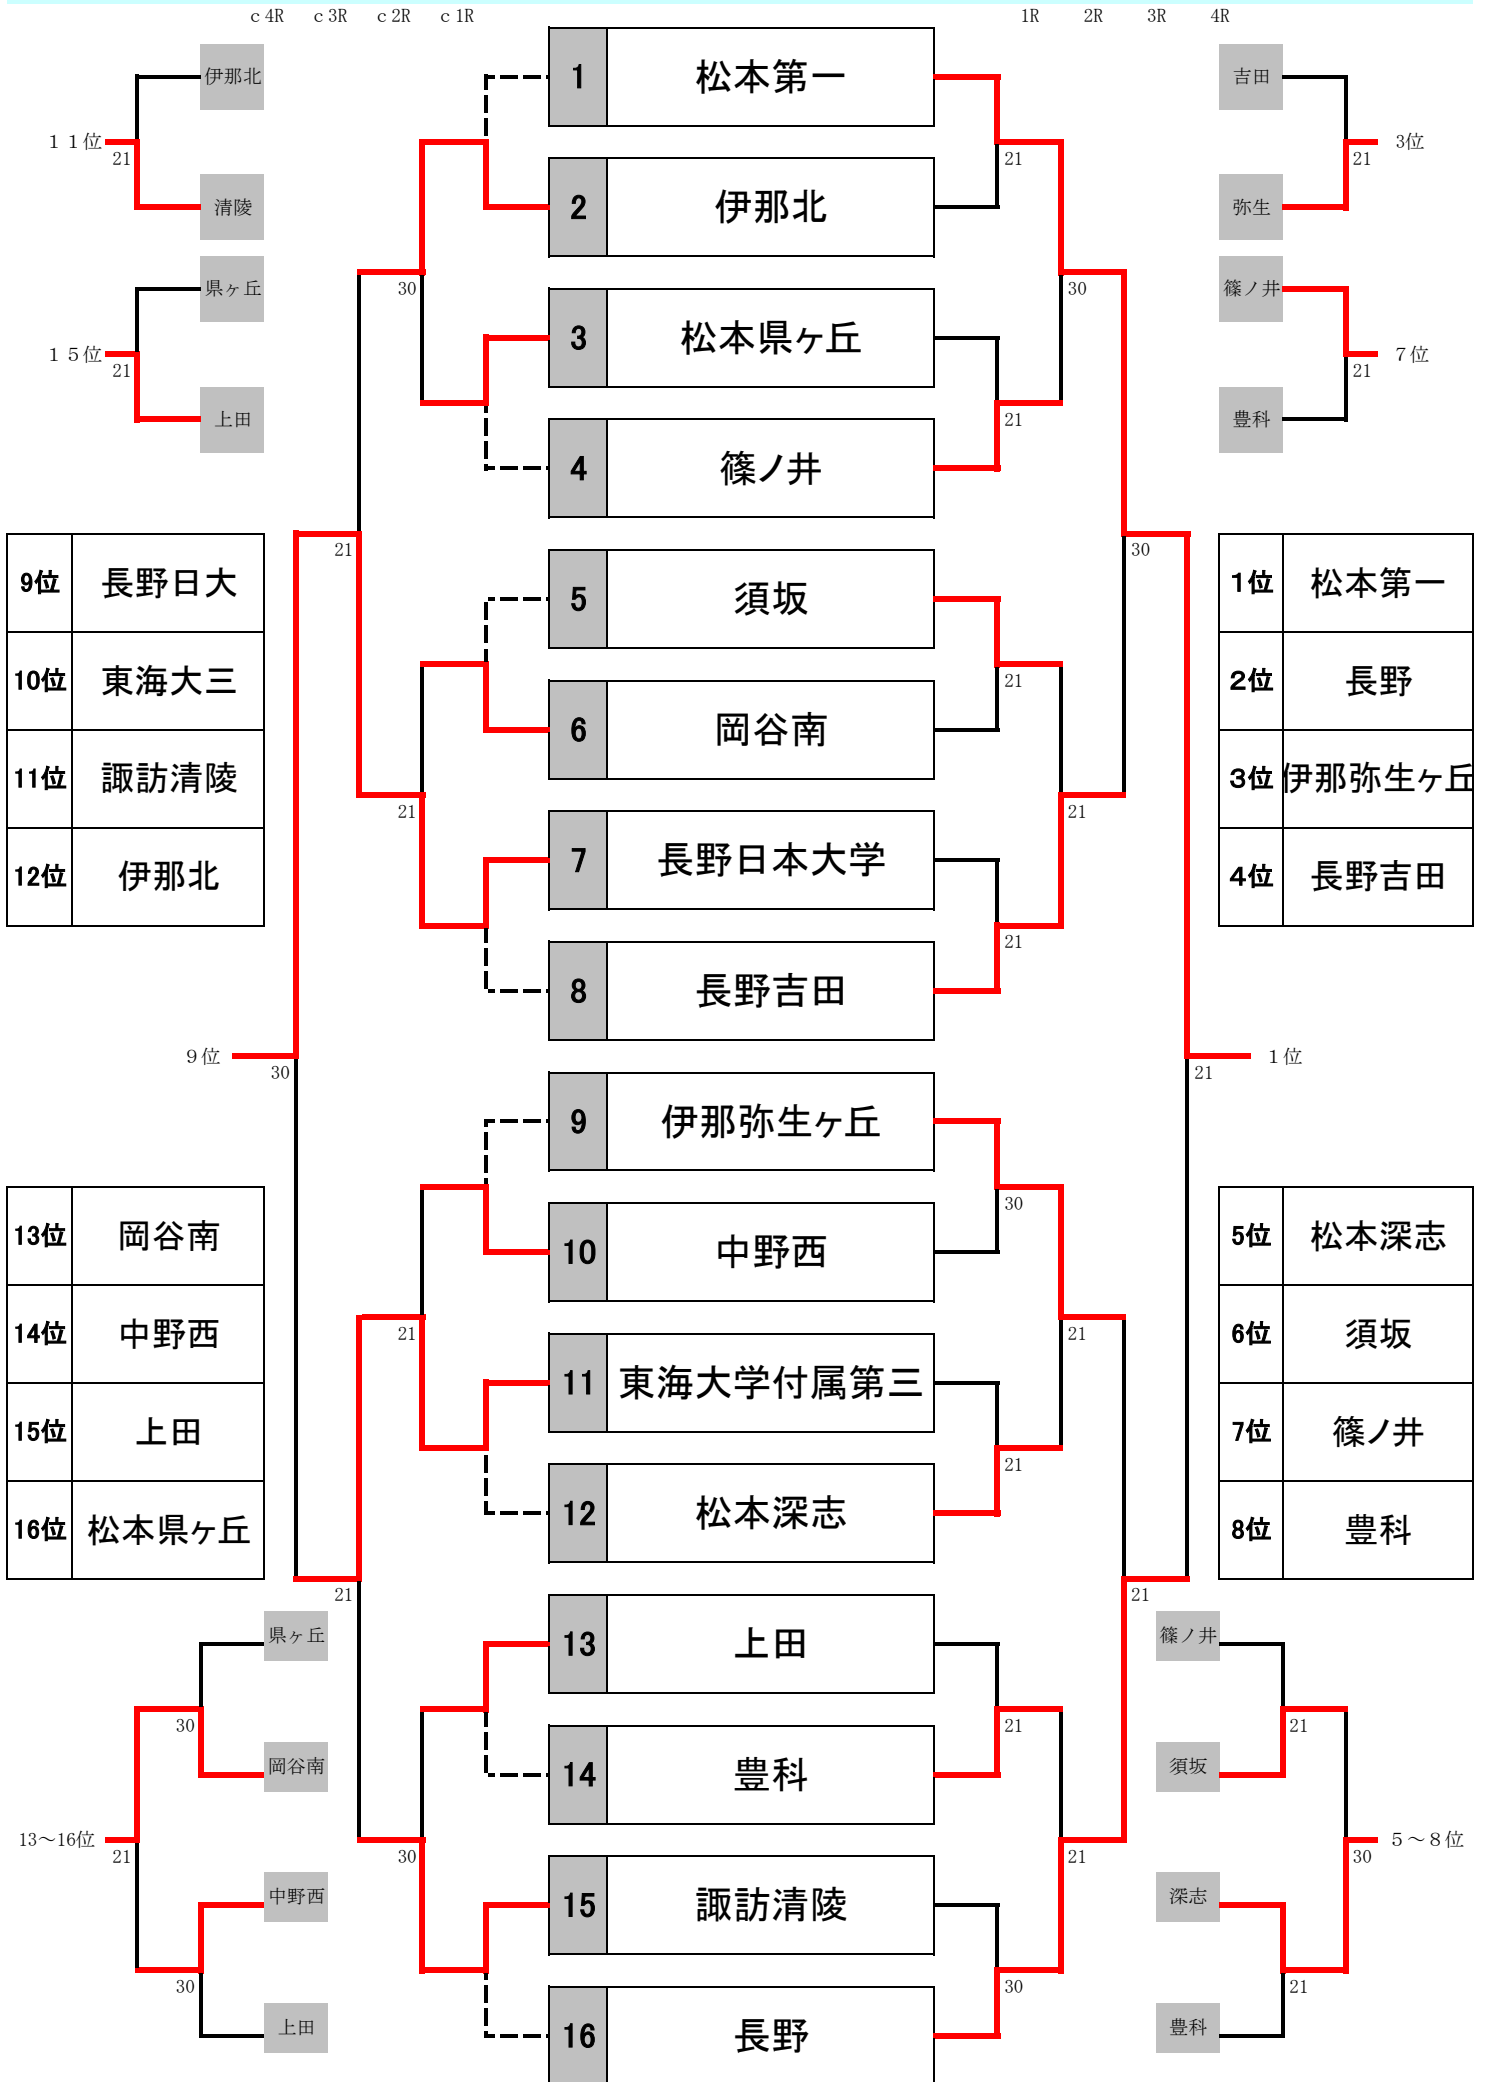 c 4R c 3R c 2R c 1R 1R 2R 3R 4R
1 松本第一
2 伊那北
3 松本県ヶ丘
4 篠ノ井
5 須坂
6 岡谷南
7 長野日本大学
8 長野吉田
9 伊那弥生ヶ丘
10 中野西
11 東海大学付属第三
12 松本深志
13 上田
14 豊科
15 諏訪清陵
16 長野
伊那北
１１位
21
清陵
県ヶ丘
１５位
21
上田
30
21
9位 長野日大
10位 東海大三
11位 諏訪清陵
12位 伊那北
21
９位
30
13位 岡谷南
14位 中野西
15位 上田
16位 松本県ヶ丘
21
21
県ヶ丘
30
岡谷南
13～16位
21
30
中野西
30
上田
吉田
3位
21
弥生
篠ノ井
７位
21
豊科
21
30
21
30
1位 松本第一
2位 長野
3位 伊那弥生ヶ丘
4位 長野吉田
21
21
21
１位
21
30
5位 松本深志
6位 須坂
7位 篠ノ井
8位 豊科
21
21
21
篠ノ井
21
21
須坂
５～８位
30
21
深志
30
21
豊科